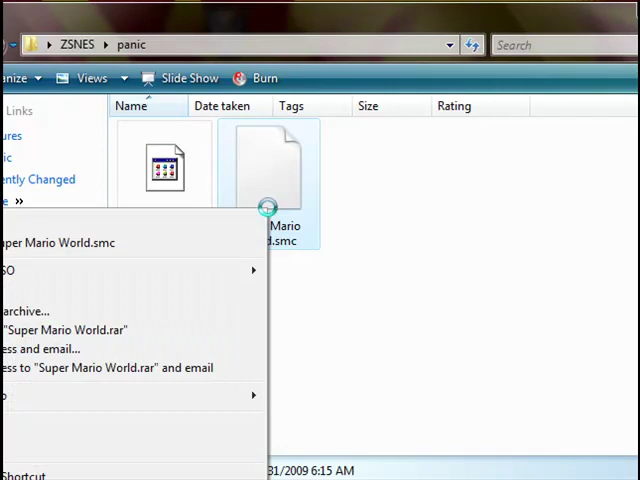 ZSNES panic
Search
anize Views Slide Show Burn
Links
Name Date taken Tags Size Rating
ures
ic
ently Changed
e »
Mario
d.smc
uper Mario World.smc
SO
archive...
"Super Mario World.rar"
ess and email...
ess to "Super Mario World.rar" and email
o
Shortcut
31/2009 6:15 AM